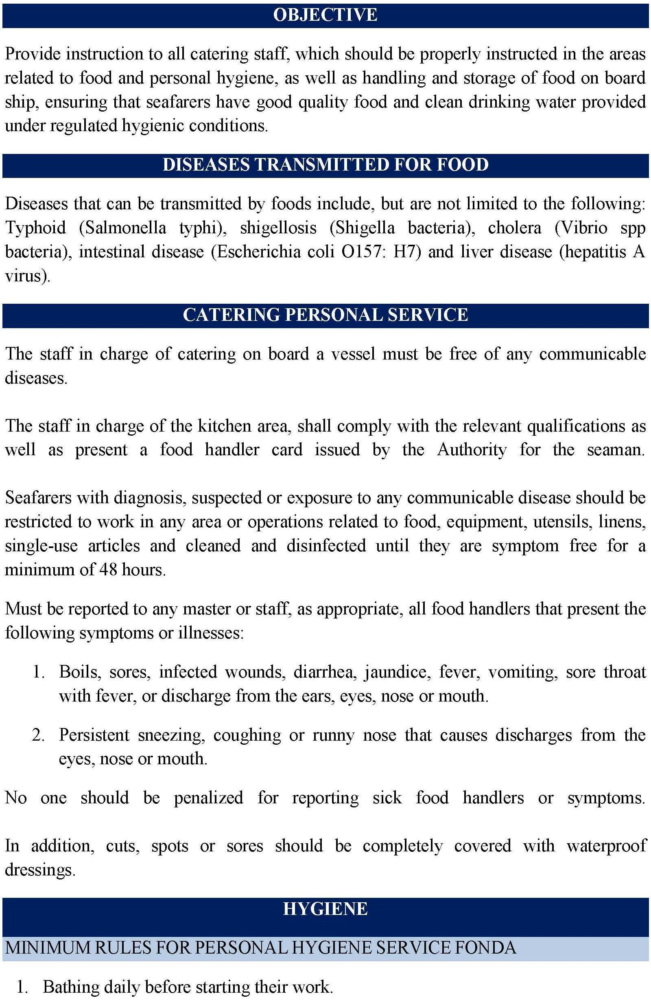 OBJECTIVE
Provide instruction to all catering staff, which should be properly instructed in the areas
related to food and personal hygiene, as well as handling and storage of food on board
ship, ensuring that seafarers have good quality food and clean drinking water provided
under regulated hygienic conditions.
DISEASES TRANSMITTED FOR FOOD
Diseases that can be transmitted by foods include, but are not limited to the following:
Typhoid (Salmonella typhi), shigellosis (Shigella bacteria), cholera (Vibrio spp
bacteria), intestinal disease (Escherichia coli O157: H7) and liver disease (hepatitis A
virus).
CATERING PERSONAL SERVICE
The staff in charge of catering on board a vessel must be free of any communicable
diseases.
The staff in charge of the kitchen area, shall comply with the relevant qualifications as
well as present a food handler card issued by the Authority for the seaman.
Seafarers with diagnosis, suspected or exposure to any communicable disease should be
restricted to work in any area or operations related to food, equipment, utensils, linens,
single-use articles and cleaned and disinfected until they are symptom free for a
minimum of 48 hours.
Must be reported to any master or staff, as appropriate, all food handlers that present the
following symptoms or illnesses:
1. Boils, sores, infected wounds, diarrhea, jaundice, fever, vomiting, sore throat
with fever, or discharge from the ears, eyes, nose or mouth.
2. Persistent sneezing, coughing or runny nose that causes discharges from the
eyes, nose or mouth.
No one should be penalized for reporting sick food handlers or symptoms.
In addition, cuts, spots or sores should be completely covered with waterproof
dressings.
HYGIENE
MINIMUM RULES FOR PERSONAL HYGIENE SERVICE FONDA
1. Bathing daily before starting their work.